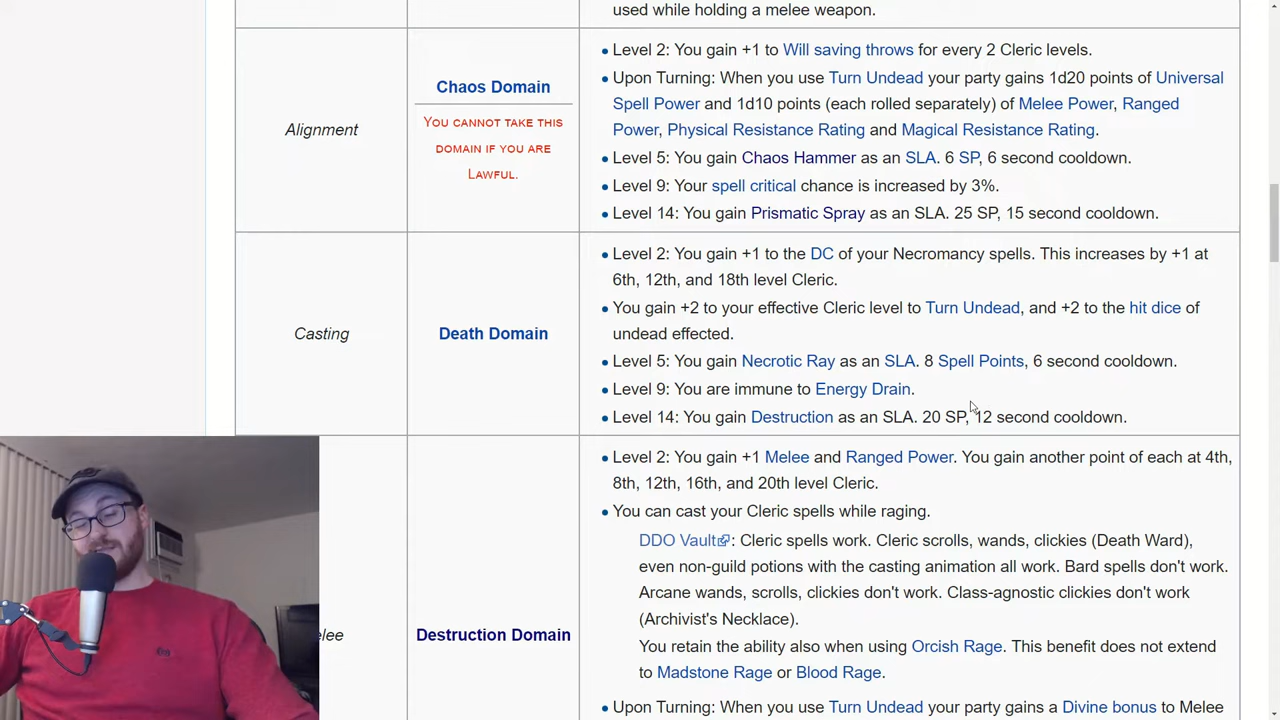 used while holding a melee weapon.
Alignment
Chaos Domain
You cannot take this
domain if you are
Lawful.
Level 2: You gain +1 to Will saving throws for every 2 Cleric levels.
Upon Turning: When you use Turn Undead your party gains 1d20 points of Universal
Spell Power and 1d10 points (each rolled separately) of Melee Power, Ranged
Power, Physical Resistance Rating and Magical Resistance Rating.
Level 5: You gain Chaos Hammer as an SLA. 6 SP, 6 second cooldown.
Level 9: Your spell critical chance is increased by 3%.
Level 14: You gain Prismatic Spray as an SLA. 25 SP, 15 second cooldown.
Casting
Death Domain
Level 2: You gain +1 to the DC of your Necromancy spells. This increases by +1 at
6th, 12th, and 18th level Cleric.
You gain +2 to your effective Cleric level to Turn Undead, and +2 to the hit dice of
undead effected.
Level 5: You gain Necrotic Ray as an SLA. 8 Spell Points, 6 second cooldown.
Level 9: You are immune to Energy Drain.
Level 14: You gain Destruction as an SLA. 20 SP, 12 second cooldown.
elee
Destruction Domain
Level 2: You gain +1 Melee and Ranged Power. You gain another point of each at 4th,
8th, 12th, 16th, and 20th level Cleric.
You can cast your Cleric spells while raging.
DDO Vault: Cleric spells work. Cleric scrolls, wands, clickies (Death Ward),
even non-guild potions with the casting animation all work. Bard spells don't work.
Arcane wands, scrolls, clickies don't work. Class-agnostic clickies don't work
(Archivist's Necklace).
You retain the ability also when using Orcish Rage. This benefit does not extend
to Madstone Rage or Blood Rage.
Upon Turning: When you use Turn Undead your party gains a Divine bonus to Melee